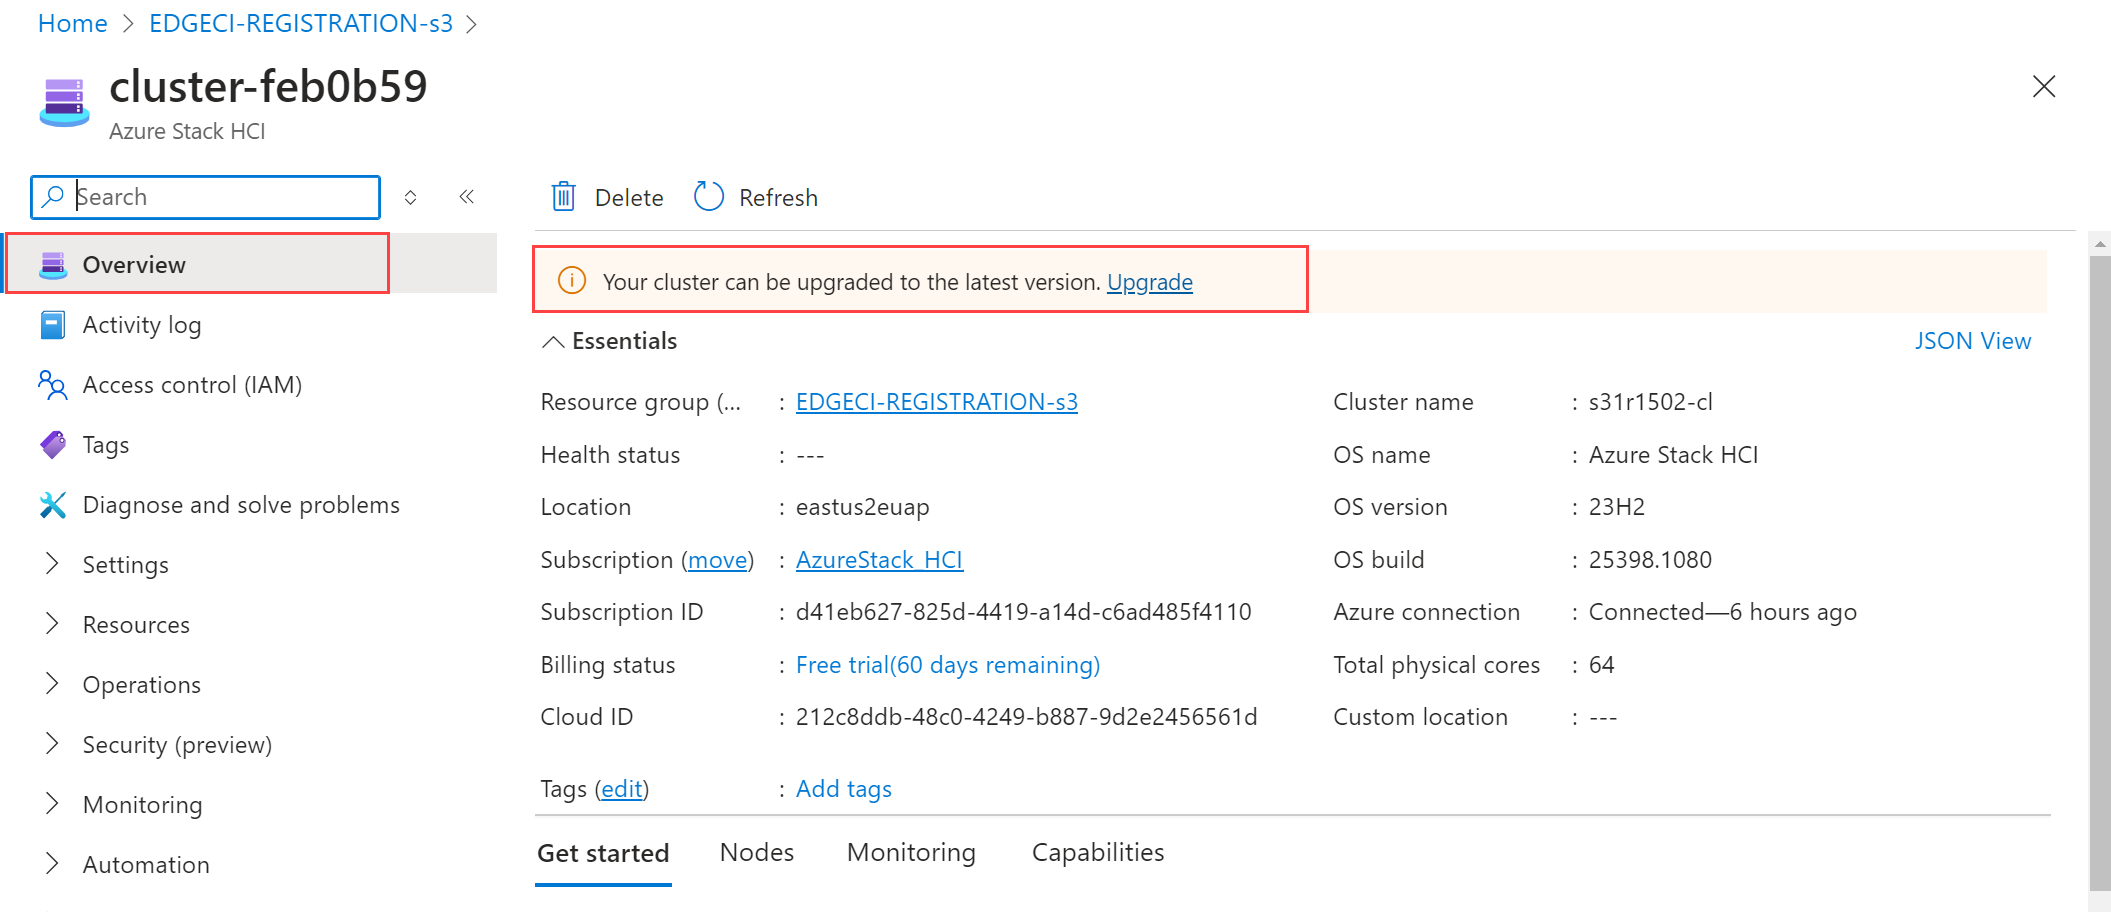 Home > EDGECI-REGISTRATION-s3 >
cluster-feb0b59
Azure Stack HCI
Search
Overview
Activity log
Access control (IAM)
Tags
Diagnose and solve problems
Settings
Resources
Operations
Security (preview)
Monitoring
Automation
Delete Refresh
Your cluster can be upgraded to the latest version. Upgrade
Essentials JSON View
Resource group (... : EDGECI-REGISTRATION-s3
Health status : ---
Location : eastus2euap
Subscription (move) : AzureStack_HCI
Subscription ID : d41eb627-825d-4419-a14d-c6ad485f4110
Billing status : Free trial(60 days remaining)
Cloud ID : 212c8ddb-48c0-4249-b887-9d2e2456561d
Tags (edit) : Add tags
Cluster name : s31r1502-cl
OS name : Azure Stack HCI
OS version : 23H2
OS build : 25398.1080
Azure connection : Connected—6 hours ago
Total physical cores : 64
Custom location : ---
Get started Nodes Monitoring Capabilities